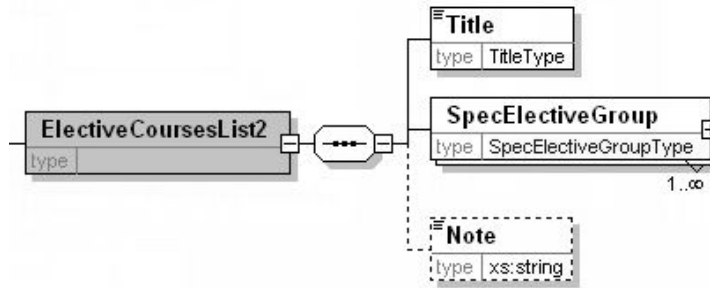 Title
type TitleType
ElectiveCoursesList2
type
SpecElectiveGroup
type SpecElectiveGroupType
1..∞
Note
type xs:string